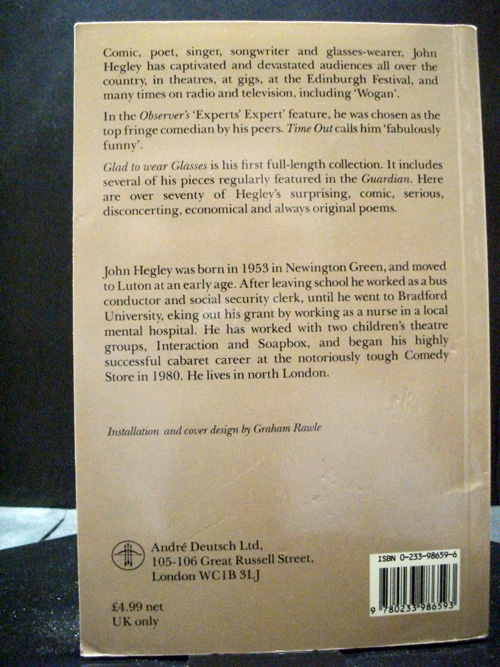 Comic, poet, singer, songwriter and glasses-wearer, John
Hegley has captivated and devastated audiences all over the
country, in theatres, at gigs, at the Edinburgh Festival, and
many times on radio and television, including 'Wogan'.
In the Observer's 'Experts' Expert' feature, he was chosen as the
top fringe comedian by his peers. Time Out calls him 'fabulously
funny'.
Glad to wear Glasses is his first full-length collection. It includes
several of his pieces regularly featured in the Guardian. Here
are over seventy of Hegley's surprising, comic, serious,
disconcerting, economical and always original poems.
John Hegley was born in 1953 in Newington Green, and moved
to Luton at an early age. After leaving school he worked as a bus
conductor and social security clerk, until he went to Bradford
University, eking out his grant by working as a nurse in a local
mental hospital. He has worked with two children's theatre
groups, Interaction and Soapbox, and began his highly
successful cabaret career at the notoriously tough Comedy
Store in 1980. He lives in north London.
Installation and cover design by Graham Rawle
André Deutsch Ltd,
105-106 Great Russell Street,
London WC1B 3LJ
£4.99 net
UK only
ISBN 0-233-98659-6
9 780233 986593